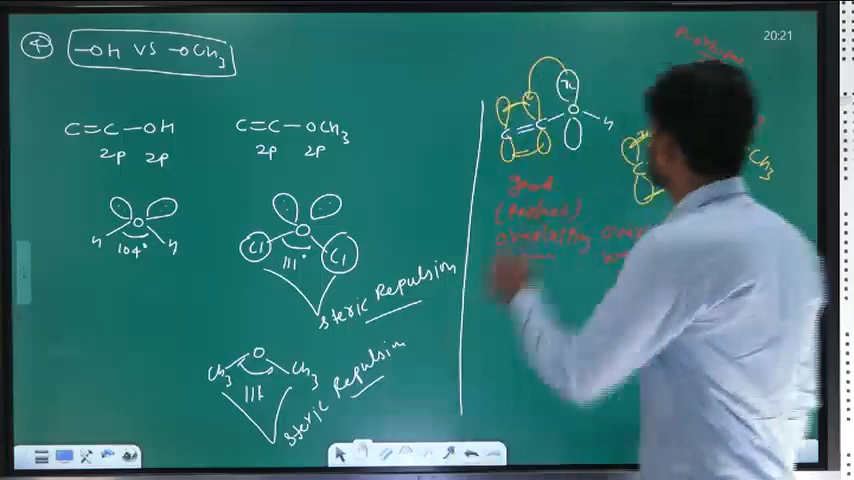 4
-OH VS -OCH3
20:21
C=C-OH
2p 2p
C=C-OCH3
2p 2p
O
H 104° H
O
Cl 111° Cl
steric Repulsion
CH3 O CH3
111
steric Repulsion
C=C-O-H
good
(Perfect)
overlapping
C
CH3